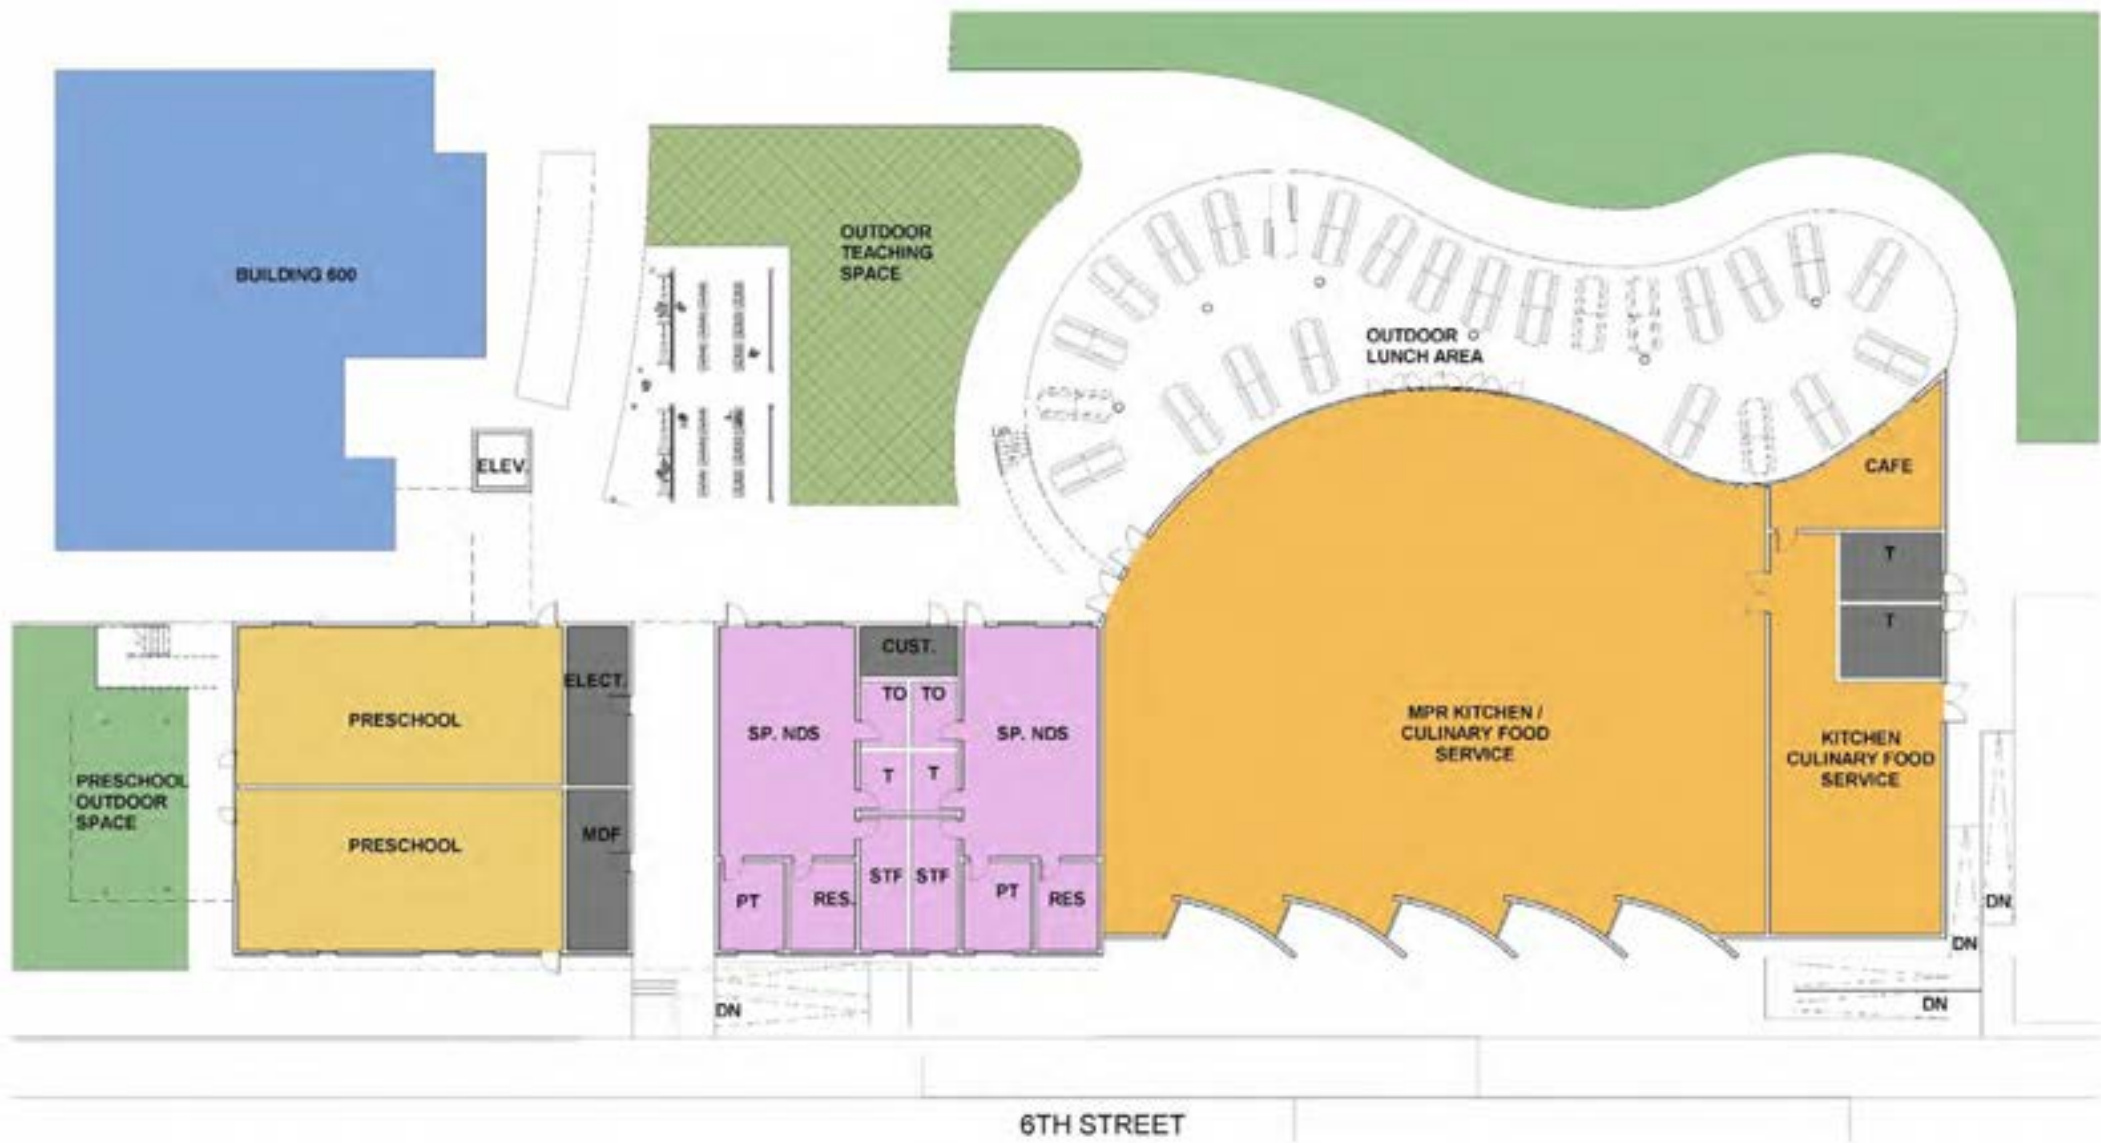 BUILDING 600
OUTDOOR
TEACHING
SPACE
OUTDOOR
LUNCH AREA
ELEV.
UP
CAFE
T
T
PRESCHOOL
OUTDOOR
SPACE
PRESCHOOL
PRESCHOOL
ELECT.
MDF
SP. NDS
CUST.
TO
TO
T
T
SP. NDS
PT
RES.
STF
STF
PT
RES
MPR KITCHEN /
CULINARY FOOD
SERVICE
KITCHEN
CULINARY FOOD
SERVICE
DN
DN
DN
DN
6TH STREET